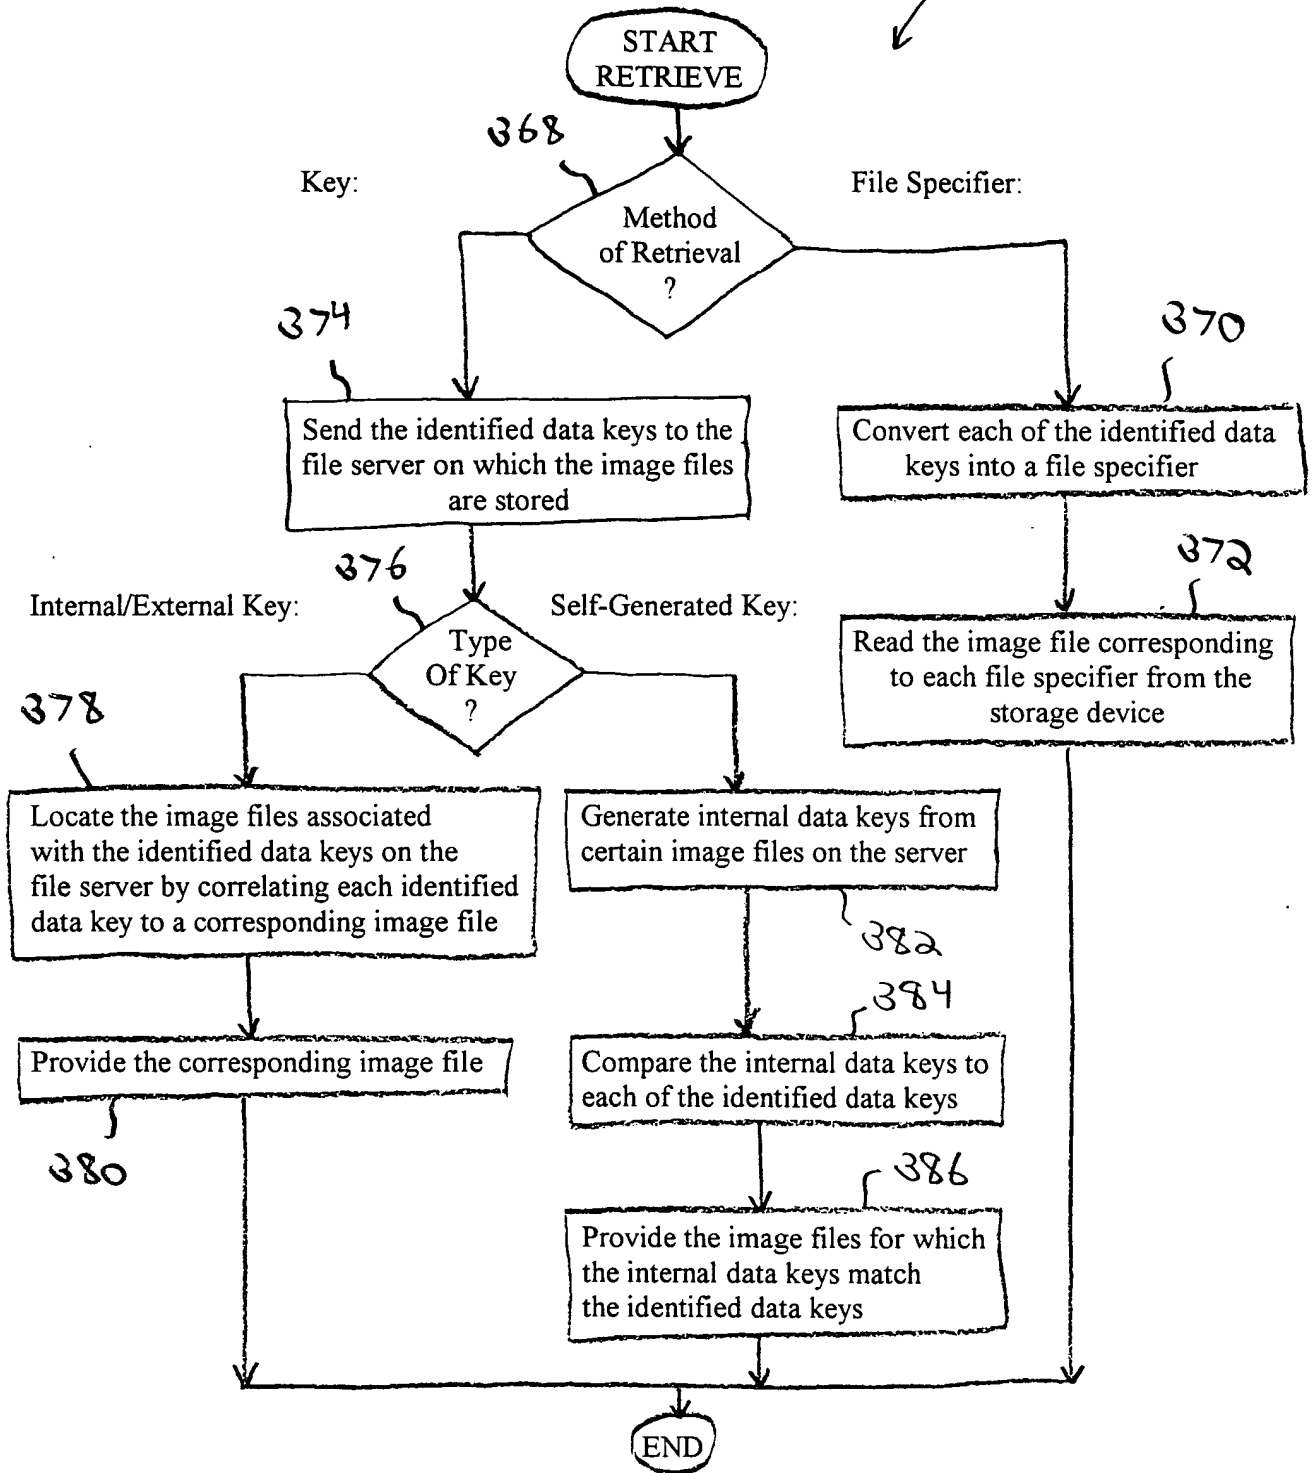 START
RETRIEVE
368
Key:
File Specifier:
Method
of Retrieval
?
374
370
Send the identified data keys to the
file server on which the image files
are stored
Convert each of the identified data
keys into a file specifier
376
372
Internal/External Key:
Self-Generated Key:
Type
Of Key
?
Read the image file corresponding
to each file specifier from the
storage device
378
Locate the image files associated
with the identified data keys on the
file server by correlating each identified
data key to a corresponding image file
Generate internal data keys from
certain image files on the server
382
384
Provide the corresponding image file
380
Compare the internal data keys to
each of the identified data keys
386
Provide the image files for which
the internal data keys match
the identified data keys
END